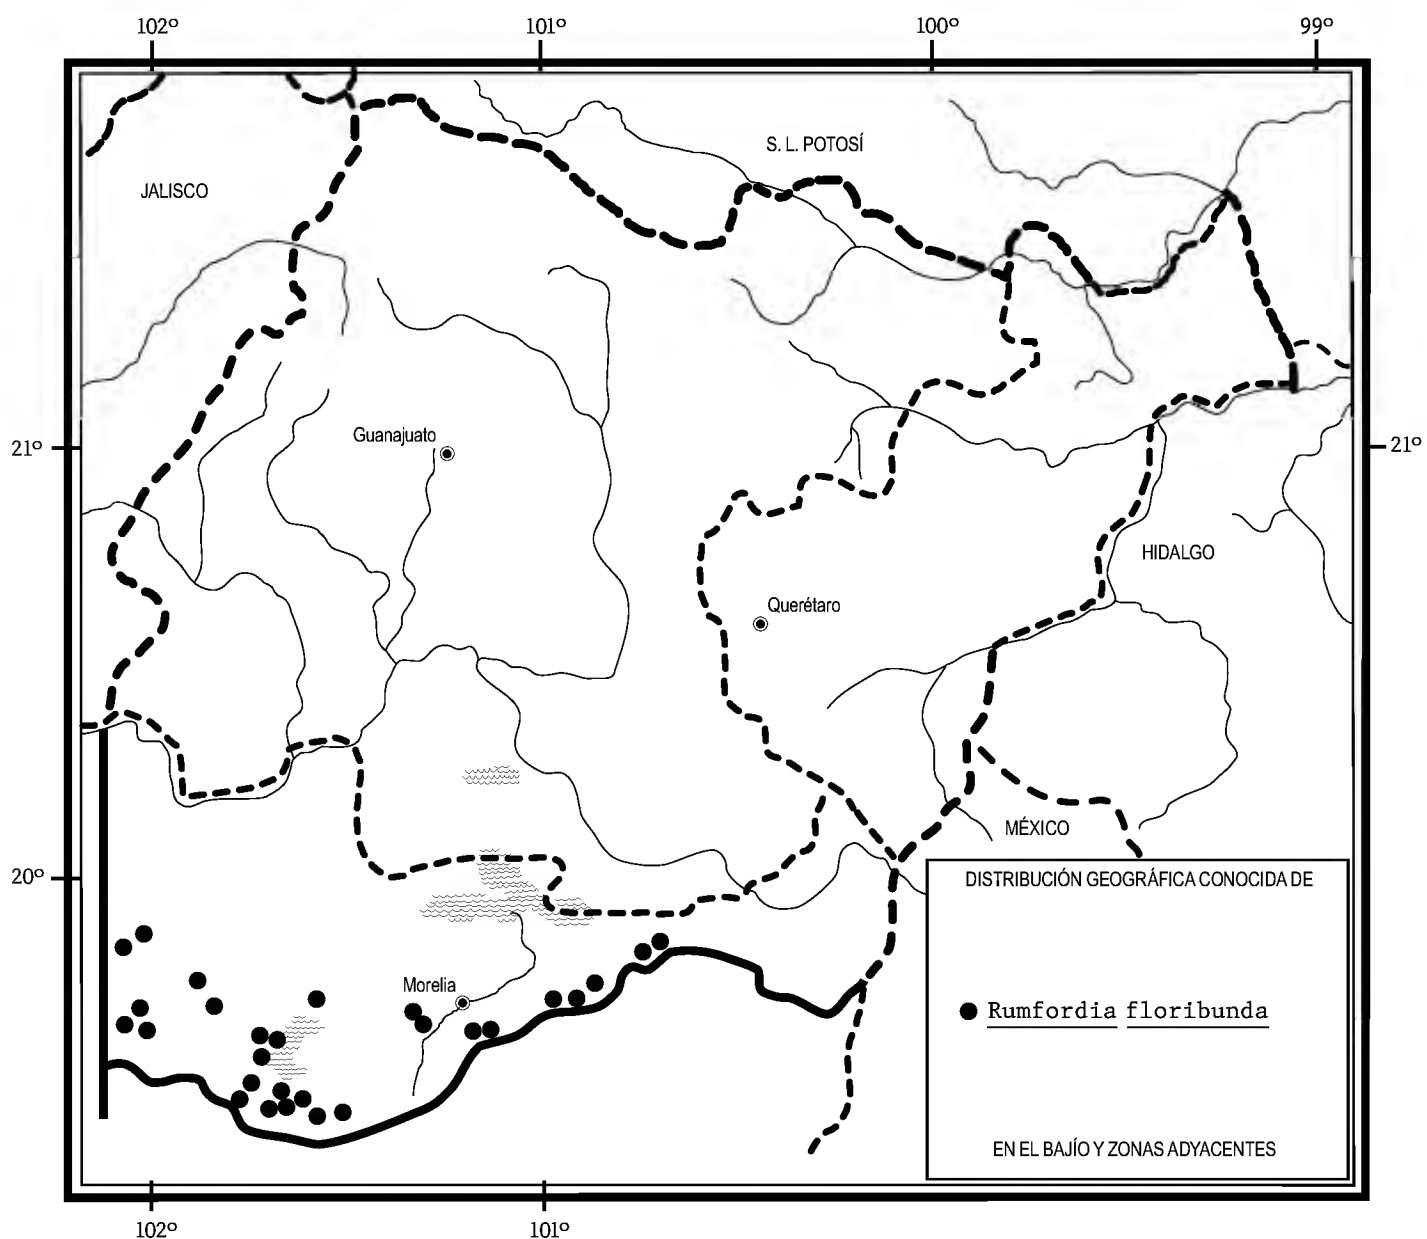 102º 101º 100º 99º
S. L. POTOSÍ
JALISCO
Guanajuato
21º 21º
HIDALGO
Querétaro
MÉXICO
20º
DISTRIBUCIÓN GEOGRÁFICA CONOCIDA DE
Morelia
Rumfordia floribunda
EN EL BAJÍO Y ZONAS ADYACENTES
102º 101º